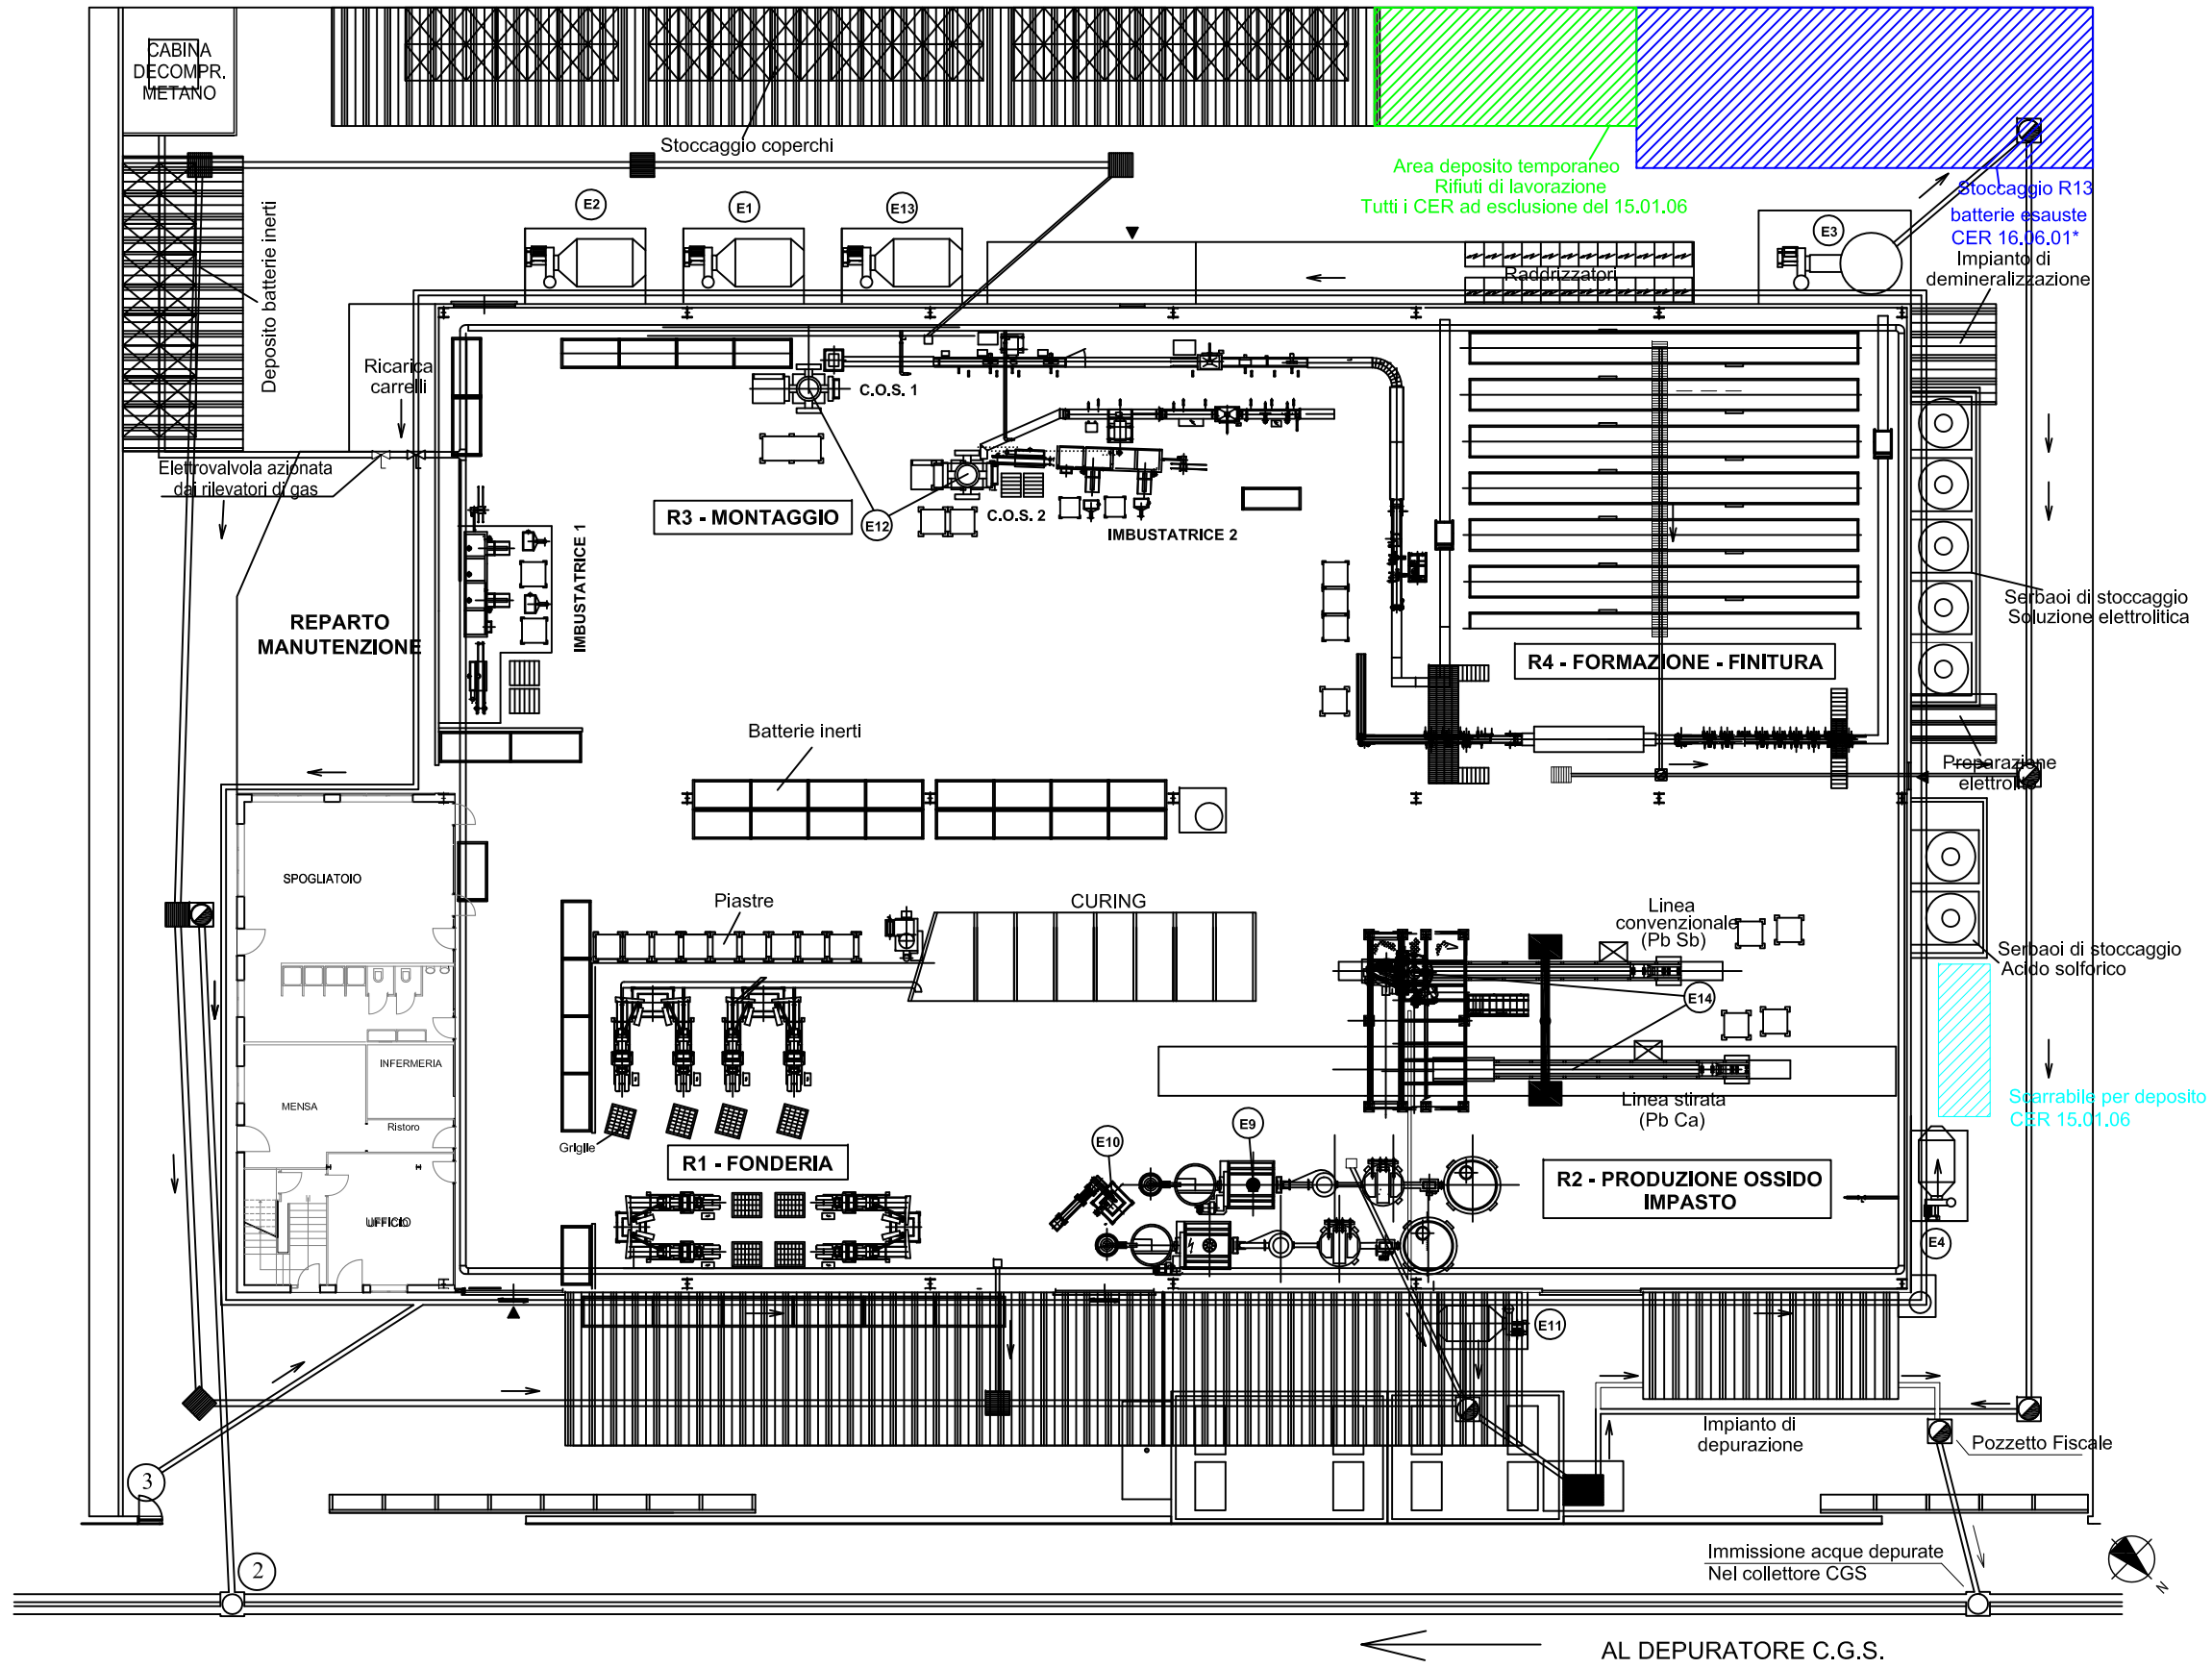 CABINA
DECOMPR.
METANO
Stoccaggio coperchi
Area deposito temporaneo
Rifiuti di lavorazione
Tutti i CER ad esclusione del 15.01.06
Stoccaggio R13
batterie esauste
CER 16.06.01*
Impianto di
demineralizzazione
E2
E1
E13
E3
Raddrizzatori
Deposito batterie inerti
Ricarica
carrelli
C.O.S. 1
Elettrovalvola azionata
dai rilevatori di gas
R3 - MONTAGGIO
E12
C.O.S. 2
IMBUSTATRICE 2
IMBUSTATRICE 1
REPARTO
MANUTENZIONE
Serbaoi di stoccaggio
Soluzione elettrolitica
R4 - FORMAZIONE - FINITURA
Batterie inerti
Preparazione
SPOGLIATOIO
Piastre
CURING
Linea
convenzionale
(Pb Sb)
Serbaoi di stoccaggio
Acido solforico
E14
INFERMERIA
MENSA
Ristoro
Linea stirata
(Pb Ca)
Scarrabile per deposito
CER 15.01.06
Griglie
R1 - FONDERIA
E10
E9
R2 - PRODUZIONE OSSIDO
IMPASTO
UFFICIO
E4
E11
Impianto di
depurazione
Pozzetto Fiscale
3
2
Immissione acque depurate
Nel collettore CGS
N
AL DEPURATORE C.G.S.